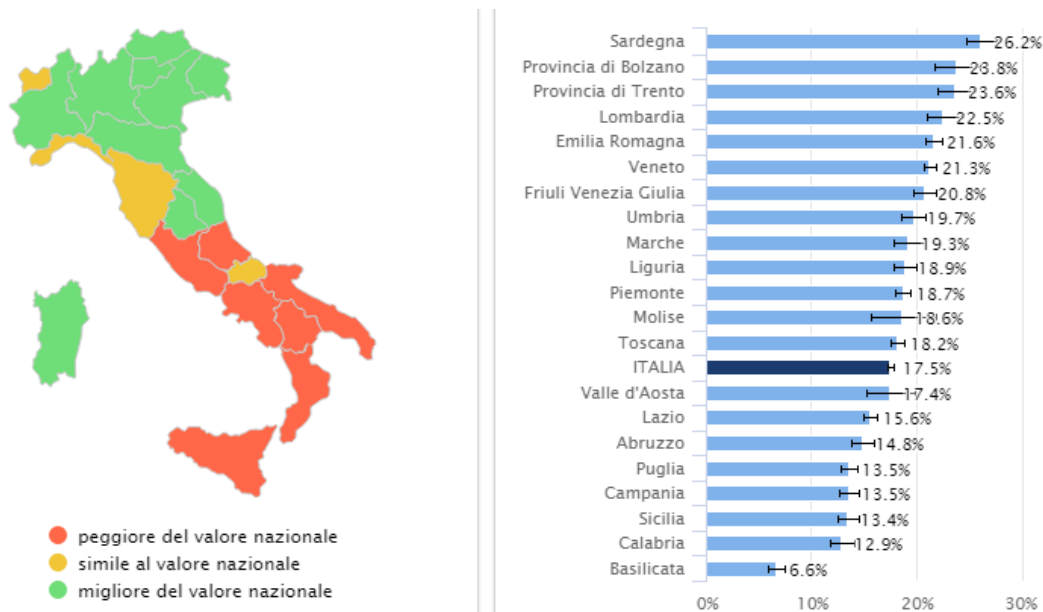 peggiore del valore nazionale
simile al valore nazionale
migliore del valore nazionale
Sardegna 26.2%
Provincia di Bolzano 23.8%
Provincia di Trento 23.6%
Lombardia 22.5%
Emilia Romagna 21.6%
Veneto 21.3%
Friuli Venezia Giulia 20.8%
Umbria 19.7%
Marche 19.3%
Liguria 18.9%
Piemonte 18.7%
Molise 18.6%
Toscana 18.2%
ITALIA 17.5%
Valle d'Aosta 17.4%
Lazio 15.6%
Abruzzo 14.8%
Puglia 13.5%
Campania 13.5%
Sicilia 13.4%
Calabria 12.9%
Basilicata 6.6%
0% 10% 20% 30%